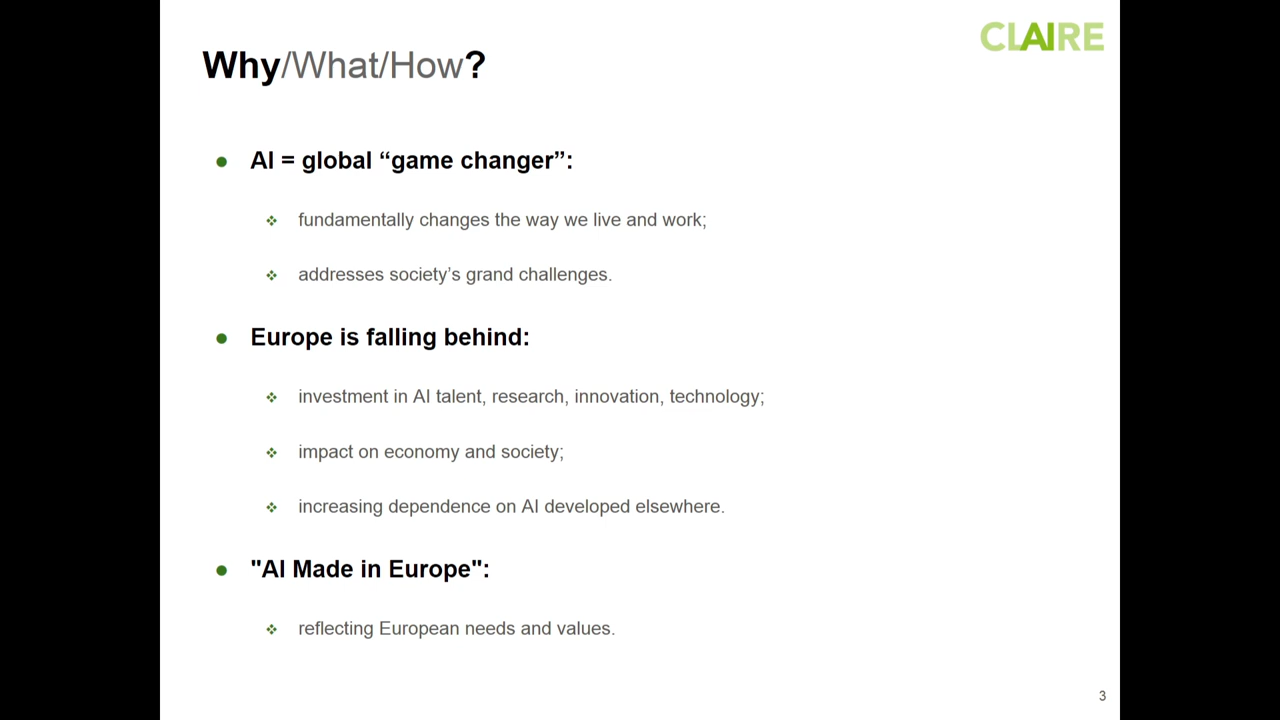 CLAIRE
Why/What/How?
● AI = global “game changer”:
❖ fundamentally changes the way we live and work;
❖ addresses society’s grand challenges.
● Europe is falling behind:
❖ investment in AI talent, research, innovation, technology;
❖ impact on economy and society;
❖ increasing dependence on AI developed elsewhere.
● "AI Made in Europe":
❖ reflecting European needs and values.
3